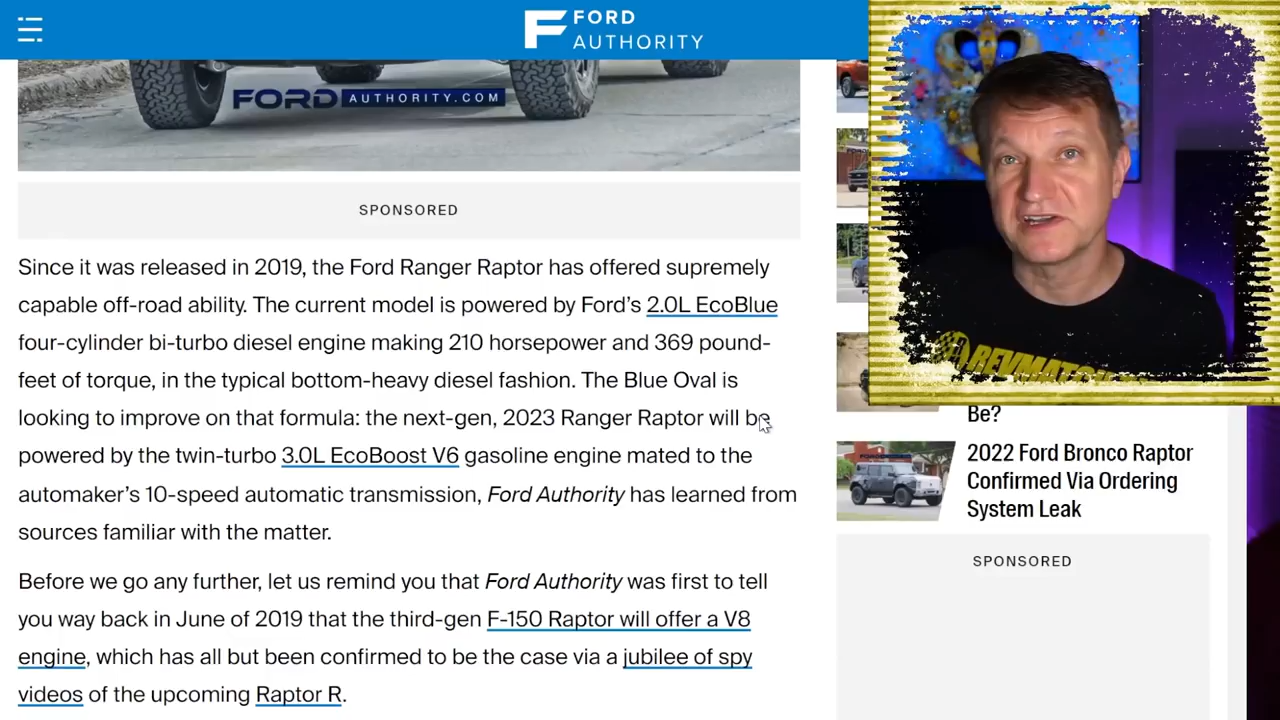 FORD
AUTHORITY
FORD AUTHORITY.COM
SPONSORED
Since it was released in 2019, the Ford Ranger Raptor has offered supremely
capable off-road ability. The current model is powered by Ford's 2.0L EcoBlue
four-cylinder bi-turbo diesel engine making 210 horsepower and 369 pound-
feet of torque, in the typical bottom-heavy diesel fashion. The Blue Oval is
looking to improve on that formula: the next-gen, 2023 Ranger Raptor will be
powered by the twin-turbo 3.0L EcoBoost V6 gasoline engine mated to the
automaker's 10-speed automatic transmission, Ford Authority has learned from
sources familiar with the matter.
Before we go any further, let us remind you that Ford Authority was first to tell
you way back in June of 2019 that the third-gen F-150 Raptor will offer a V8
engine, which has all but been confirmed to be the case via a jubilee of spy
videos of the upcoming Raptor R.
Be?
2022 Ford Bronco Raptor
Confirmed Via Ordering
System Leak
SPONSORED